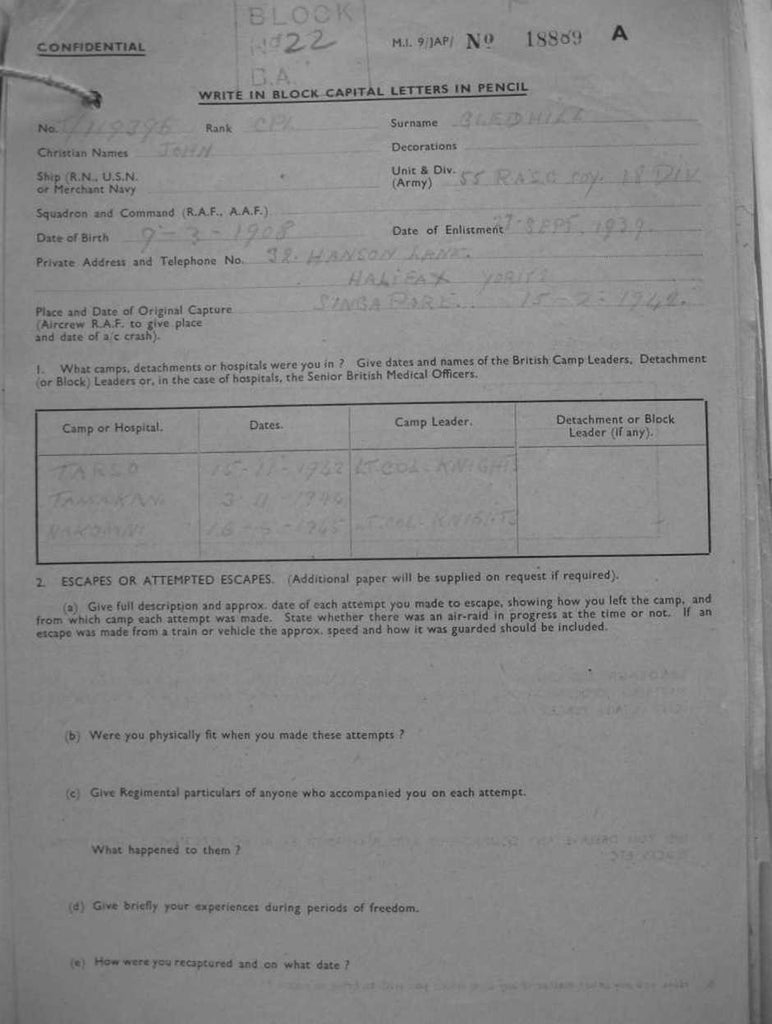 BLOCK
No 22
CONFIDENTIAL M.I. 9/JAP/ No 18869 A
B.A.
WRITE IN BLOCK CAPITAL LETTERS IN PENCIL
No. T/119396 Rank CPL Surname GLEDHILL
Christian Names JOHN Decorations
Ship (R.N., U.S.N. or Merchant Navy Unit & Div. (Army) 55 RASC COY. 18 DIV
Squadron and Command (R.A.F., A.A.F.)
Date of Birth 9-3-1908 Date of Enlistment 27 SEPT. 1939.
Private Address and Telephone No. 32. HANSON LANE.
HALIFAX YORKS
Place and Date of Original Capture SINGAPORE. 15-2-1942.
(Aircrew R.A.F. to give place
and date of a/c crash).
1. What camps, detachments or hospitals were you in ? Give dates and names of the British Camp Leaders, Detachment
(or Block) Leaders or, in the case of hospitals, the Senior British Medical Officers.
Camp or Hospital. Dates. Camp Leader. Detachment or Block
Leader (if any).
TARSO 15-11-1942 LT. COL. KNIGHTS
TAMAKAN 3 11 -1944
16-5-1945 LT. COL. KNIGHTS
2. ESCAPES OR ATTEMPTED ESCAPES. (Additional paper will be supplied on request if required).
(a) Give full description and approx. date of each attempt you made to escape, showing how you left the camp, and
from which camp each attempt was made. State whether there was an air-raid in progress at the time or not. If an
escape was made from a train or vehicle the approx. speed and how it was guarded should be included.
(b) Were you physically fit when you made these attempts ?
(c) Give Regimental particulars of anyone who accompanied you on each attempt.
What happened to them ?
(d) Give briefly your experiences during periods of freedom.
(e) How were you recaptured and on what date ?